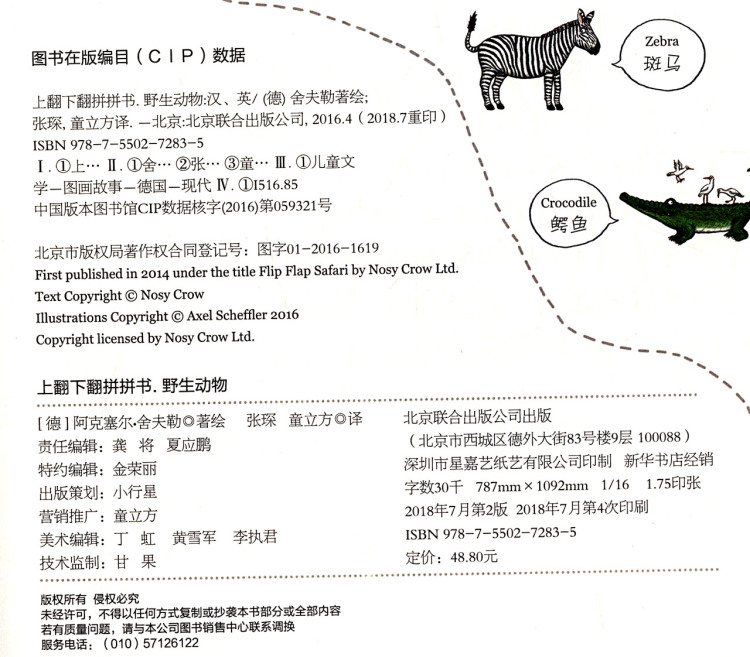 图书在版编目（CIP）数据
上翻下翻拼拼书. 野生动物:汉、英/ (德) 舍夫勒著绘;
张琛, 童立方译. —北京:北京联合出版公司, 2016.4（2018.7重印）
ISBN 978-7-5502-7283-5
Ⅰ. ①上… Ⅱ. ①舍… ②张… ③童… Ⅲ. ①儿童文
学—图画故事—德国—现代 Ⅳ. ①I516.85
中国版本图书馆CIP数据核字(2016)第059321号
北京市版权局著作权合同登记号：图字01-2016-1619
First published in 2014 under the title Flip Flap Safari by Nosy Crow Ltd.
Text Copyright © Nosy Crow
Illustrations Copyright © Axel Scheffler 2016
Copyright licensed by Nosy Crow Ltd.
Zebra
斑马
Crocodile
鳄鱼
上翻下翻拼拼书. 野生动物
［德］阿克塞尔·舍夫勒◎著绘　张琛　童立方◎译
责任编辑：龚　将　夏应鹏
特约编辑：金荣丽
出版策划：小行星
营销推广：童立方
美术编辑：丁　虹　黄雪军　李执君
技术监制：甘　果
北京联合出版公司出版
（北京市西城区德外大街83号楼9层 100088）
深圳市星嘉艺纸艺有限公司印制　新华书店经销
字数30千　787mm×1092mm　1/16　1.75印张
2018年7月第2版 2018年7月第4次印刷
ISBN 978-7-5502-7283-5
定价：48.80元
版权所有 侵权必究
未经许可，不得以任何方式复制或抄袭本书部分或全部内容
若有质量问题，请与本公司图书销售中心联系调换
服务电话：（010）57126122